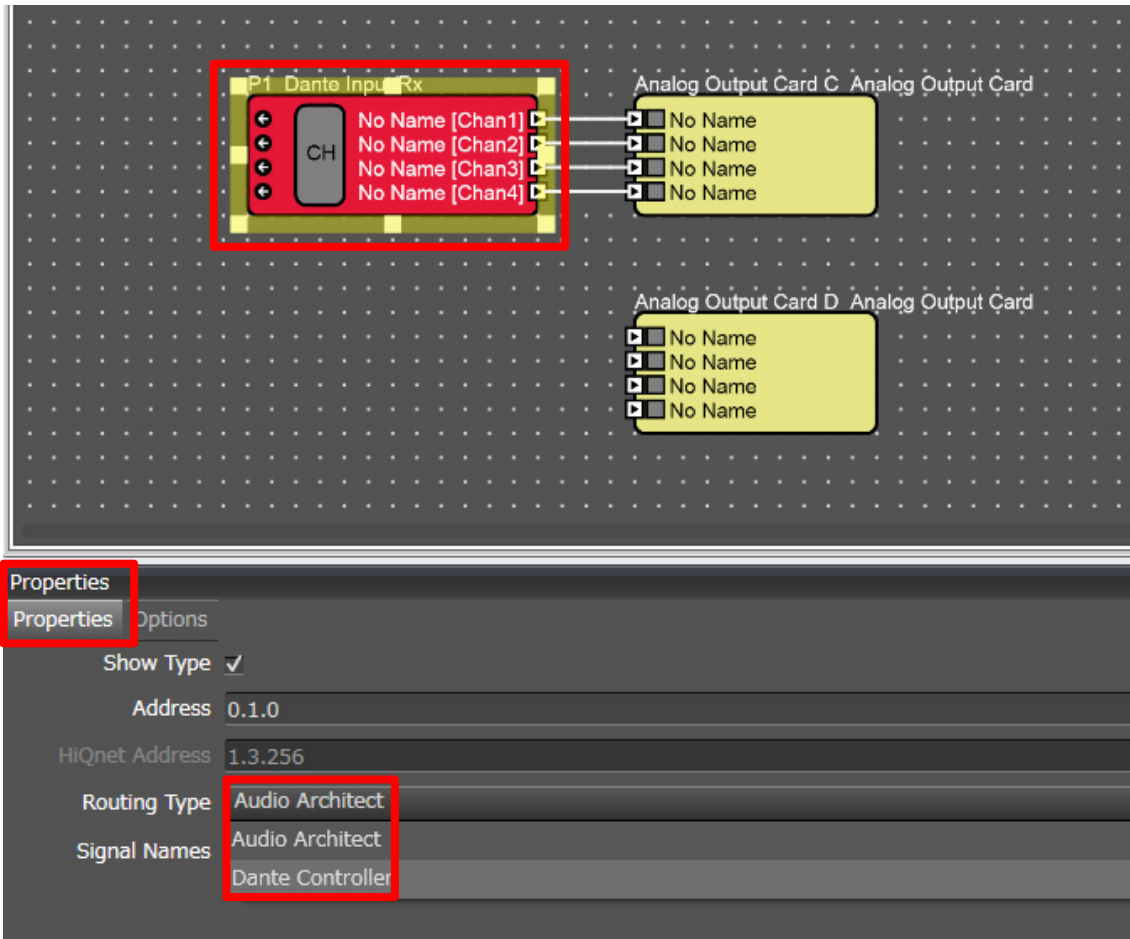 P1 Dante Input/Rx
CH
No Name [Chan1]
No Name [Chan2]
No Name [Chan3]
No Name [Chan4]
Analog Output Card C Analog Output Card
No Name
No Name
No Name
No Name
Analog Output Card D Analog Output Card
No Name
No Name
No Name
No Name
Properties
Properties Options
Show Type
Address 0.1.0
HiQnet Address 1.3.256
Routing Type Audio Architect
Audio Architect
Signal Names
Dante Controller